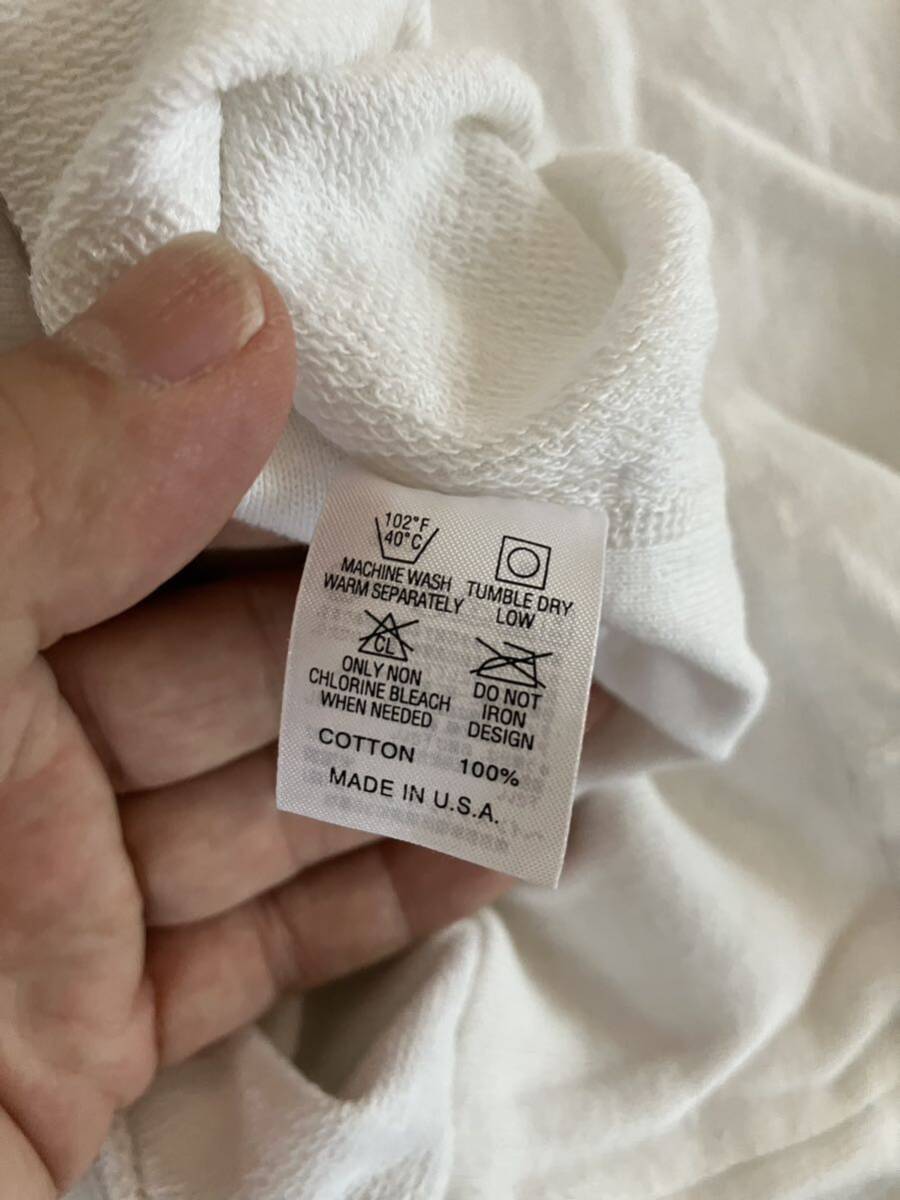 102°F
40°C
MACHINE WASH
WARM SEPARATELY
TUMBLE DRY
LOW
CL
ONLY NON
CHLORINE BLEACH
WHEN NEEDED
DO NOT
IRON
DESIGN
COTTON 100%
MADE IN U.S.A.